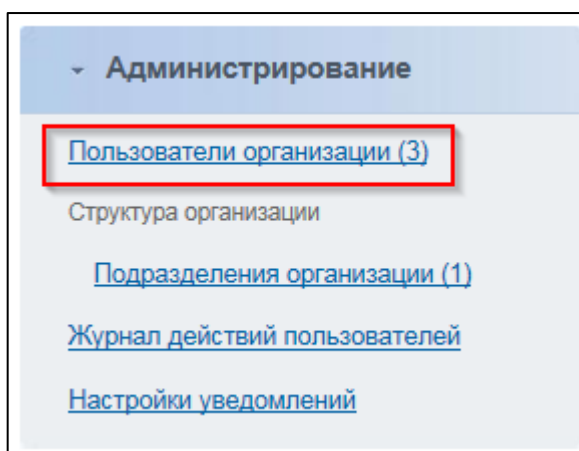 Администрирование
Пользователи организации (3)
Структура организации
Подразделения организации (1)
Журнал действий пользователей
Настройки уведомлений